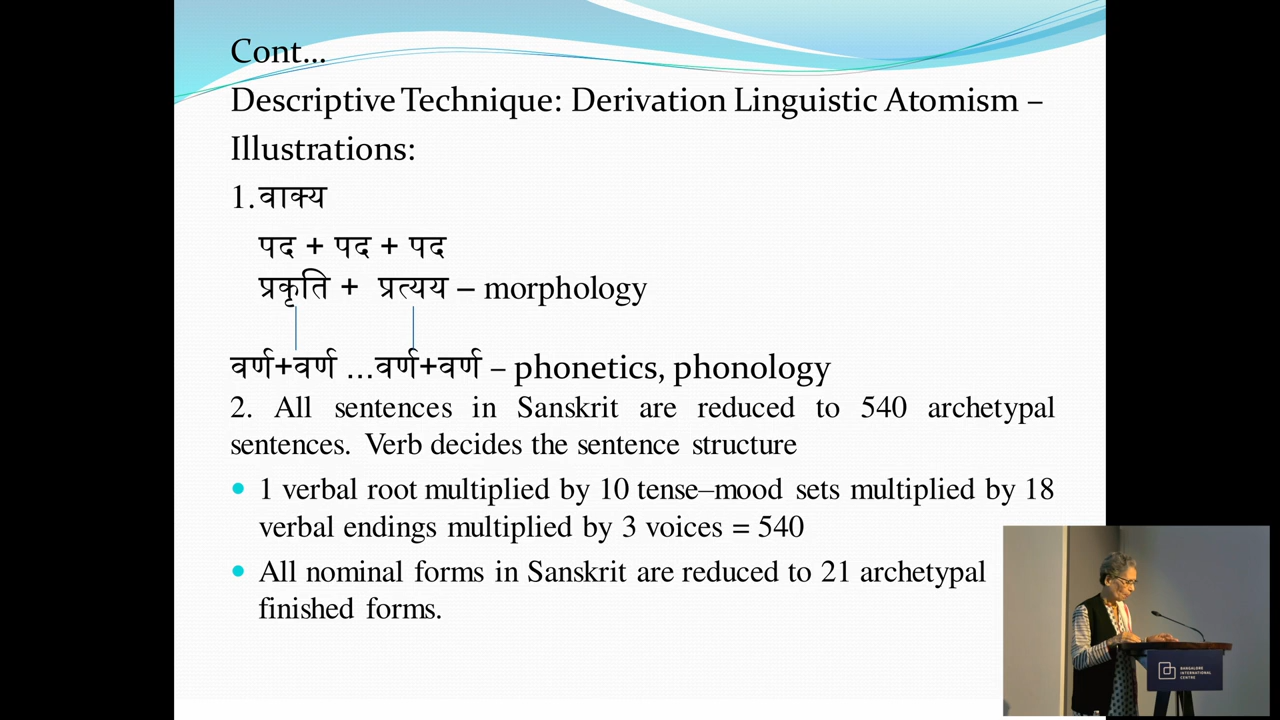 Cont...
Descriptive Technique: Derivation Linguistic Atomism –
Illustrations:
1.वाक्य
पद + पद + पद
प्रकृति + प्रत्यय – morphology
वर्ण+वर्ण ...वर्ण+वर्ण – phonetics, phonology
2. All sentences in Sanskrit are reduced to 540 archetypal
sentences. Verb decides the sentence structure
• 1 verbal root multiplied by 10 tense–mood sets multiplied by 18
verbal endings multiplied by 3 voices = 540
• All nominal forms in Sanskrit are reduced to 21 archetypal
finished forms.
BANGALORE
INTERNATIONAL
CENTRE